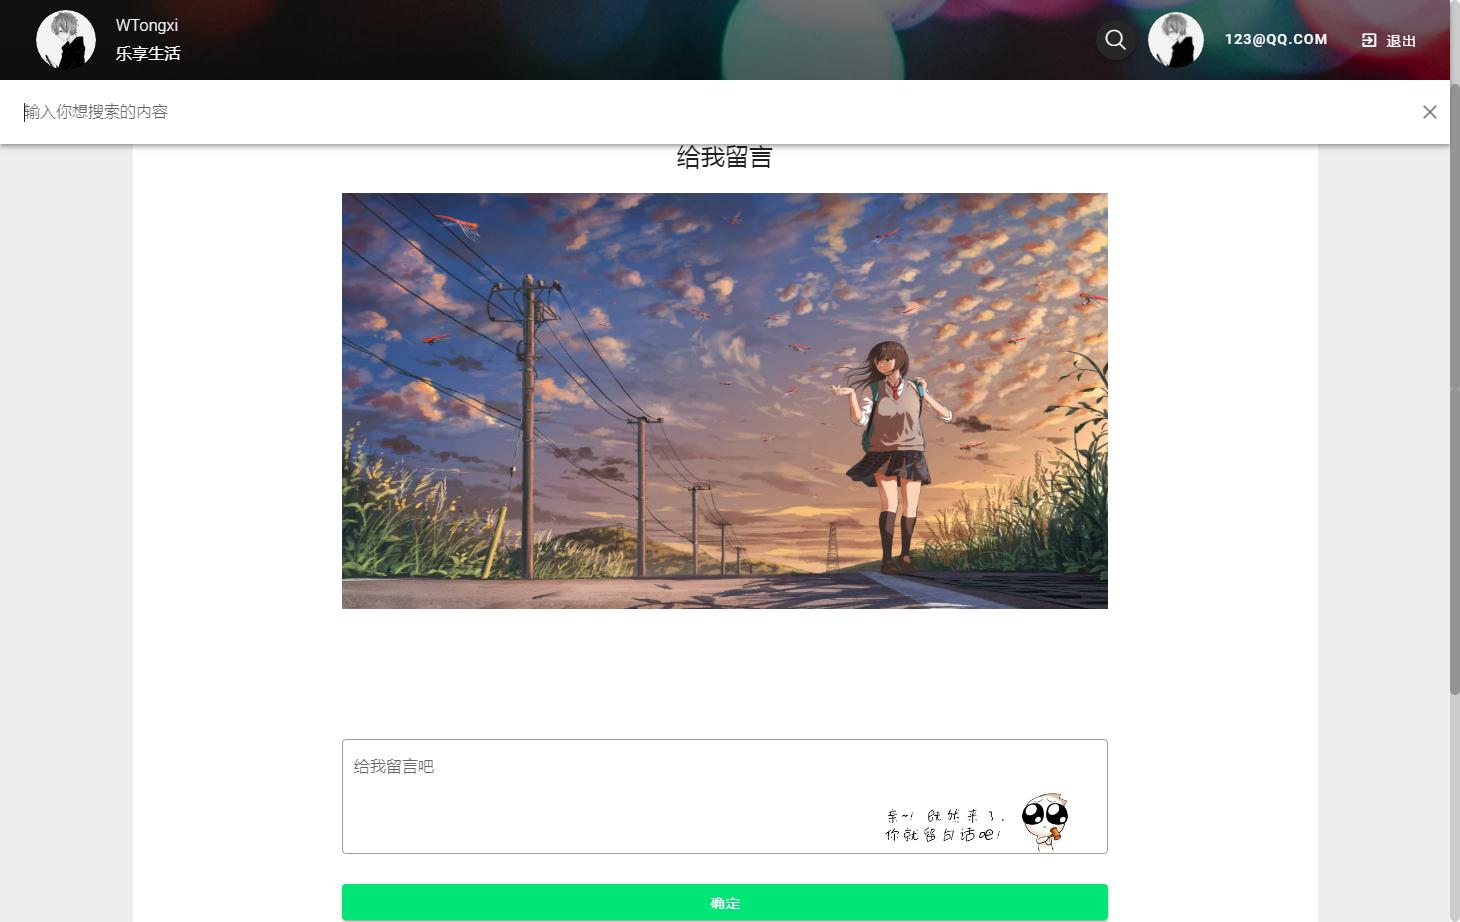 WTongxi
乐享生活
123@QQ.COM
退出
输入你想搜索的内容
给我留言
给我留言吧
亲~! 既然来了,
你就留句话吧!
确定